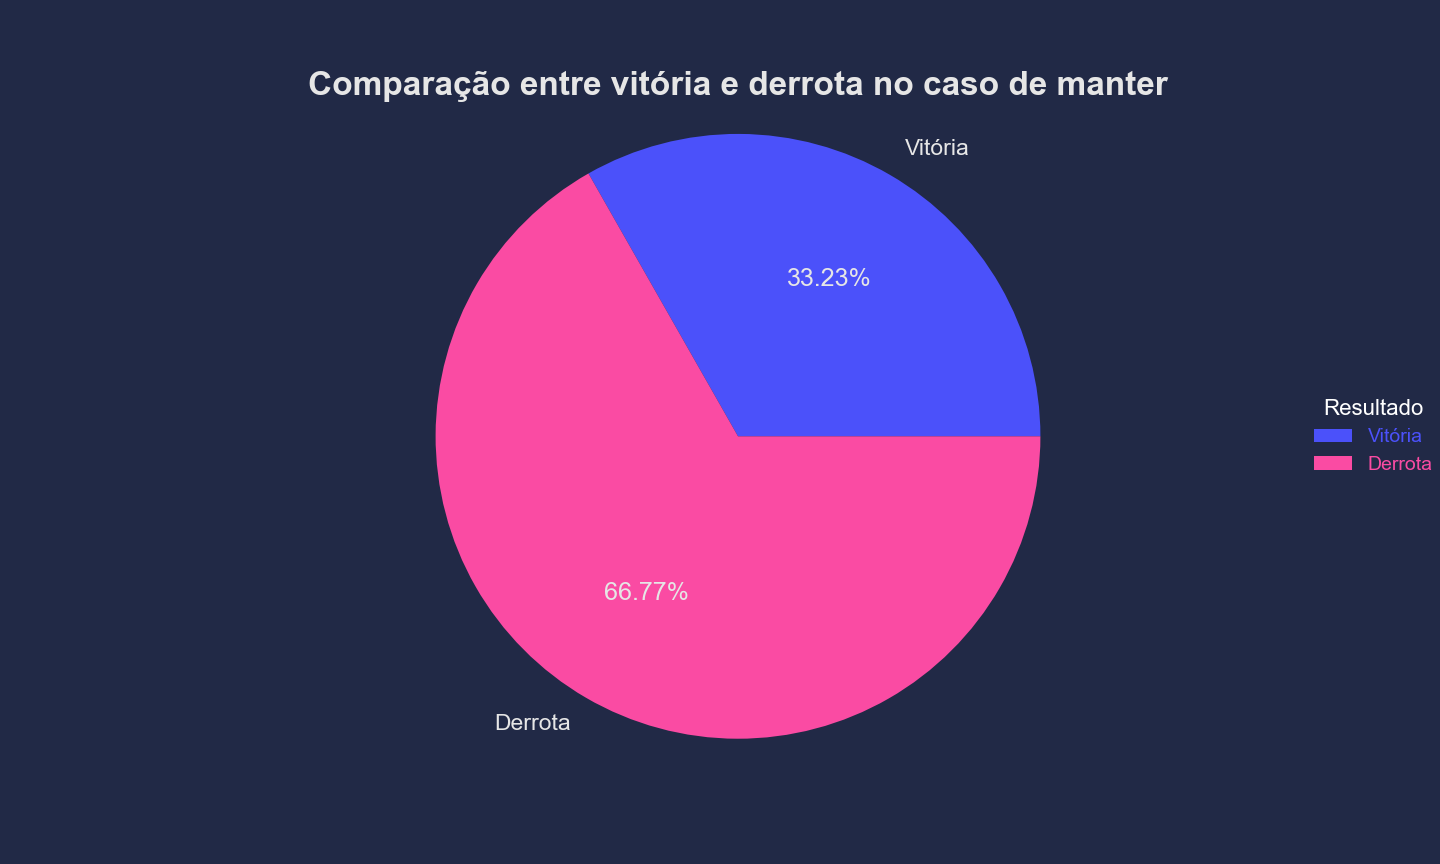 Comparação entre vitória e derrota no caso de manter
Vitória
33.23%
Resultado
Vitória
Derrota
66.77%
Derrota